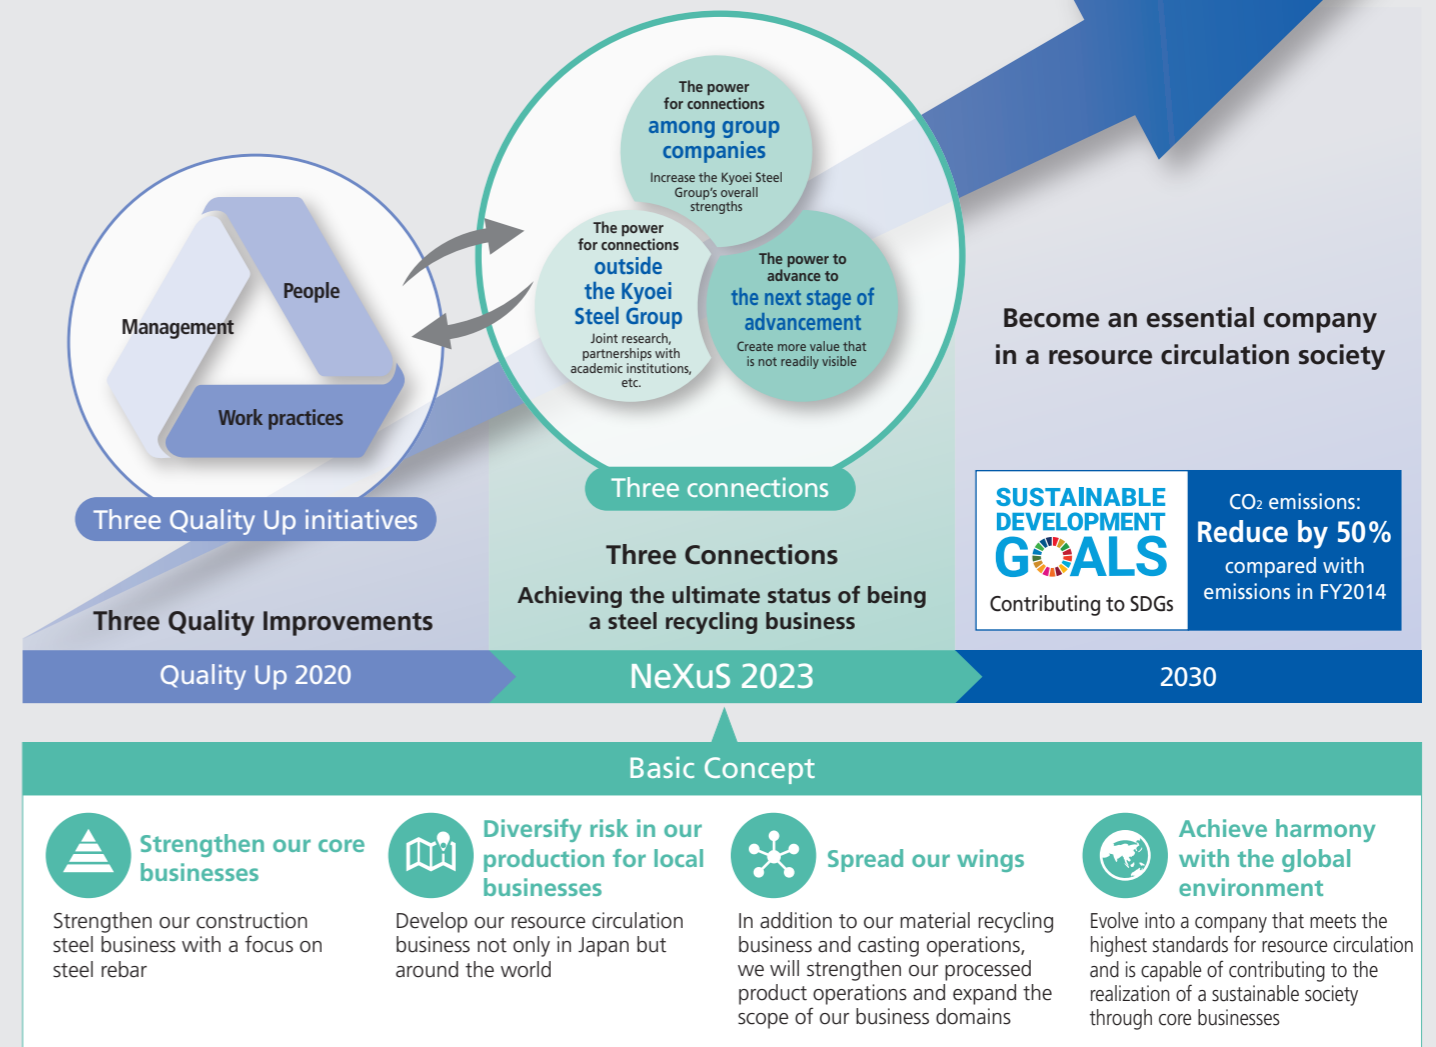 The power
for connections
among group
companies
Increase the Kyoei Steel
Group's overall
strengths
The power
for connections
outside
the Kyoei
Steel Group
Joint research,
partnerships with
academic institutions,
etc.
The power to
advance to
the next stage of
advancement
Create more value that
is not readily visible
People
Management
Work practices
Three Quality Up initiatives
Three connections
Three Quality Improvements
Three Connections
Achieving the ultimate status of being
a steel recycling business
Become an essential company
in a resource circulation society
SUSTAINABLE
DEVELOPMENT
GOALS
Contributing to SDGs
CO₂ emissions:
Reduce by 50%
compared with
emissions in FY2014
Quality Up 2020
NeXuS 2023
2030
Basic Concept
Strengthen our core
businesses
Strengthen our construction
steel business with a focus on
steel rebar
Diversify risk in our
production for local
businesses
Develop our resource circulation
business not only in Japan but
around the world
Spread our wings
In addition to our material recycling
business and casting operations,
we will strengthen our processed
product operations and expand the
scope of our business domains
Achieve harmony
with the global
environment
Evolve into a company that meets the
highest standards for resource circulation
and is capable of contributing to the
realization of a sustainable society
through core businesses